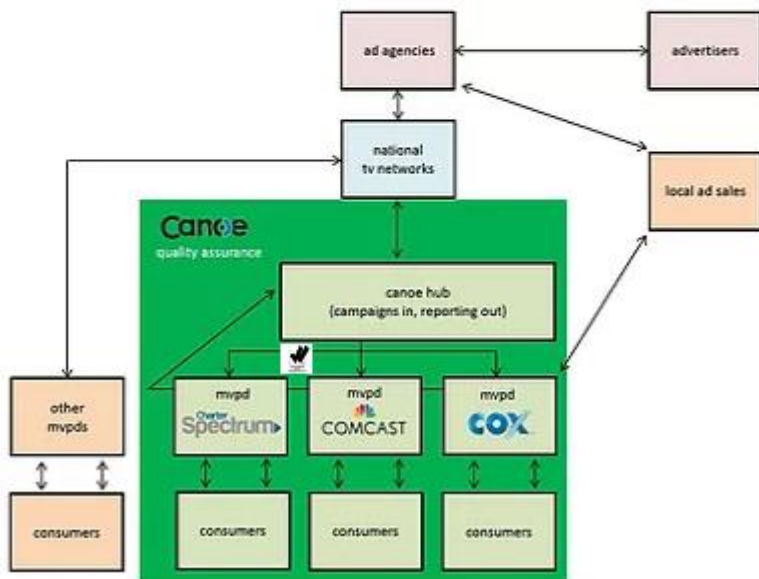 ad agencies
advertisers
national
tv networks
local ad sales
Canoe
quality assurance
canoe hub
(campaigns in, reporting out)
other
mvpds
mvpd
Charter
Spectrum
mvpd
COMCAST
mvpd
COX
consumers
consumers
consumers
consumers